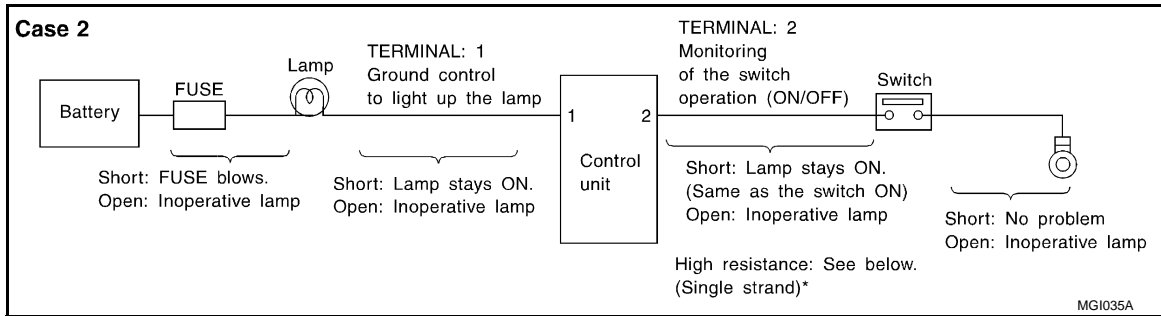 Case 2
Battery
FUSE
Lamp
TERMINAL: 1
Ground control
to light up the lamp
TERMINAL: 2
Monitoring
of the switch
operation (ON/OFF)
Switch
1
2
Control
unit
Short: FUSE blows.
Open: Inoperative lamp
Short: Lamp stays ON.
Open: Inoperative lamp
Short: Lamp stays ON.
(Same as the switch ON)
Open: Inoperative lamp
High resistance: See below.
(Single strand)*
Short: No problem
Open: Inoperative lamp
MGI035A